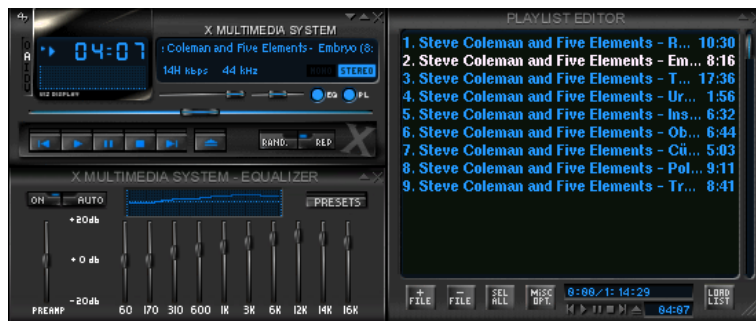 X MULTIMEDIA SYSTEM
O
A
I
D
U
04:07
: Coleman and Five Elements- Embryo (8:
14H kbps 44 kHz
MONO STEREO
VIZ DISPLAY
EQ PL
RAND. REP
X
X MULTIMEDIA SYSTEM - EQUALIZER
ON AUTO
PRESETS
+20db
+ 0 db
-20db
PREAMP 60 170 310 600 1K 3K 6K 12K 14K 16K
PLAYLIST EDITOR
1. Steve Coleman and Five Elements - R... 10:30
2. Steve Coleman and Five Elements - Em... 8:16
3. Steve Coleman and Five Elements - T... 17:36
4. Steve Coleman and Five Elements - Ur... 1:56
5. Steve Coleman and Five Elements - Ins... 6:32
6. Steve Coleman and Five Elements - Ob... 6:44
7. Steve Coleman and Five Elements - Cü... 5:03
8. Steve Coleman and Five Elements - Pol... 9:11
9. Steve Coleman and Five Elements - Tr... 8:41
+ FILE
- FILE
SEL ALL
MISC OPT.
0:00/1:14:29
04:07
LOAD LIST